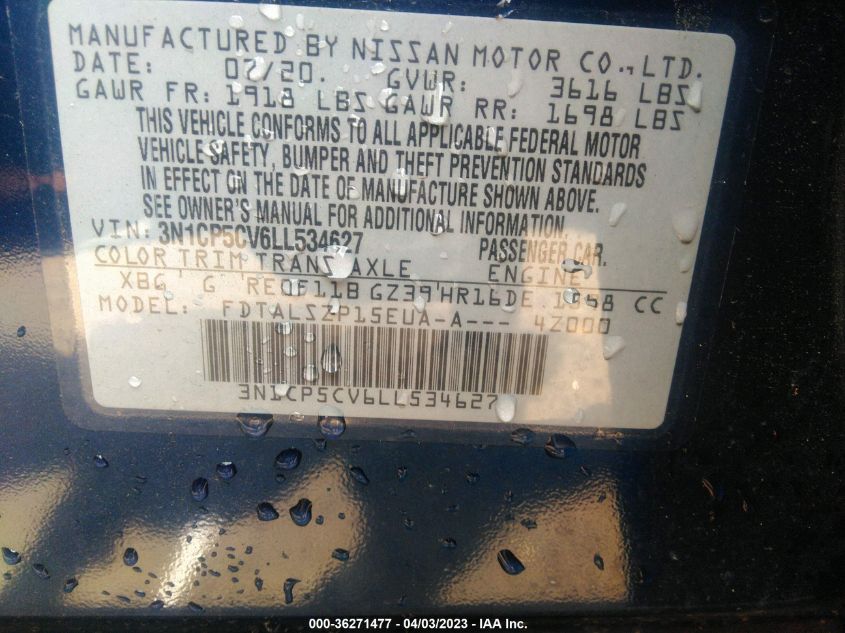 MANUFACTURED BY NISSAN MOTOR CO., LTD.
DATE: 07/20. GVWR: 3616 LBS
GAWR FR: 1918 LBS GAWR RR: 1698 LBS
THIS VEHICLE CONFORMS TO ALL APPLICABLE FEDERAL MOTOR
VEHICLE SAFETY, BUMPER AND THEFT PREVENTION STANDARDS
IN EFFECT ON THE DATE OF MANUFACTURE SHOWN ABOVE.
SEE OWNER'S MANUAL FOR ADDITIONAL INFORMATION.
VIN: 3N1CP5CV6LL534627 PASSENGER CAR.
COLOR TRIM TRANS AXLE ENGINE
XBG G RE0F11B GZ39 HR16DE CC
MODEL: FDTALSZP15EUA-A--- 4Z000
3N1CP5CV6LL534627
000-36271477 - 04/03/2023 - © IAA, Inc.